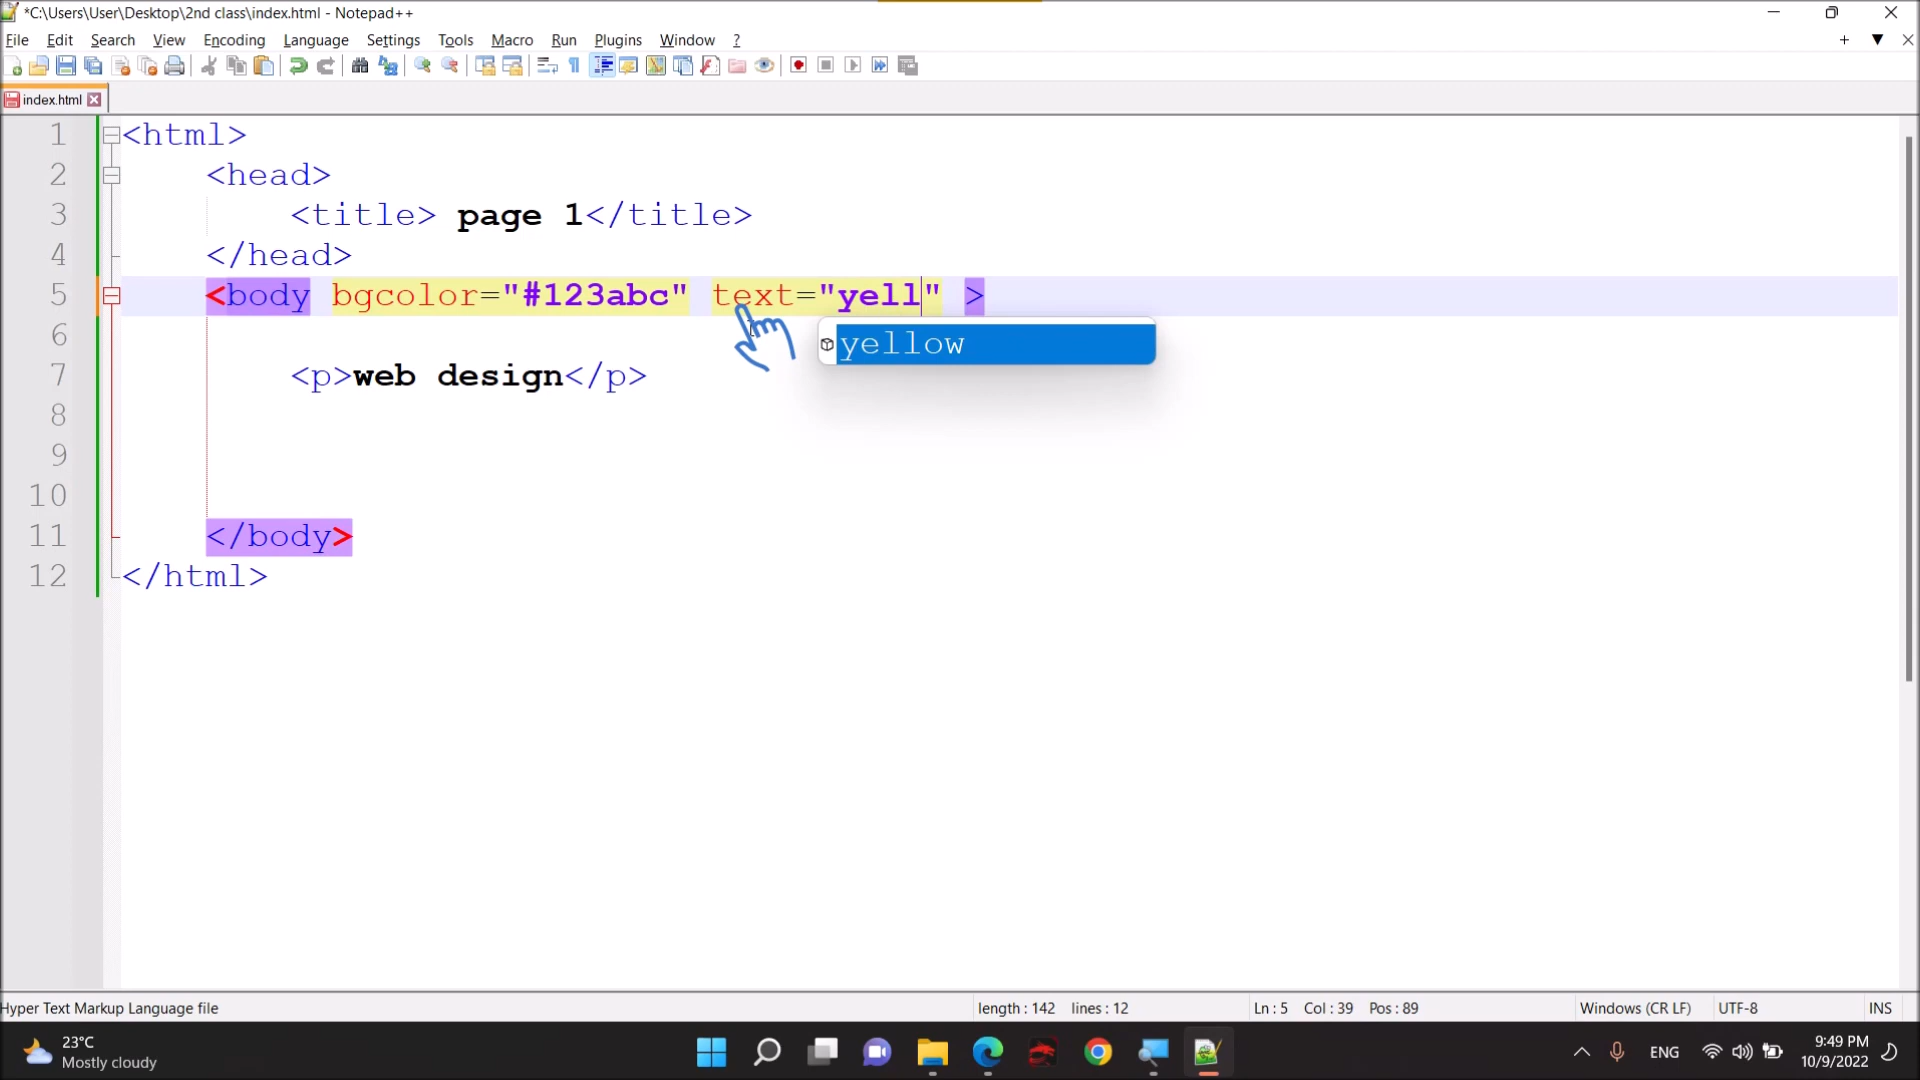 *C:\Users\User\Desktop\2nd class\index.html - Notepad++
File Edit Search View Encoding Language Settings Tools Macro Run Plugins Window ?
index.html
1 <html>
2 <head>
3 <title> page 1</title>
4 </head>
5 <body bgcolor="#123abc" text="yell" >
6 yellow
7 <p>web design</p>
8
9
10
11 </body>
12 </html>
Hyper Text Markup Language file length : 142 lines : 12 Ln : 5 Col : 39 Pos : 89 Windows (CR LF) UTF-8 INS
23°C
Mostly cloudy
ENG
9:49 PM
10/9/2022